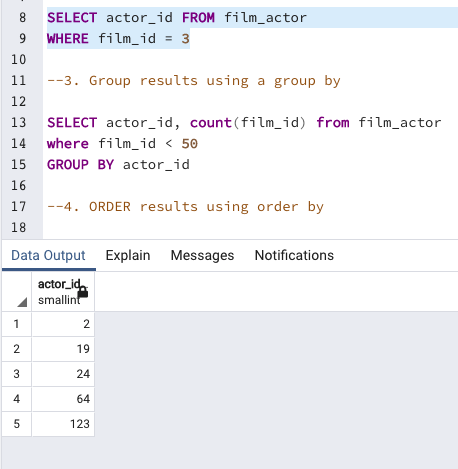 8 SELECT actor_id FROM film_actor
9 WHERE film_id = 3
10
11 --3. Group results using a group by
12
13 SELECT actor_id, count(film_id) from film_actor
14 where film_id < 50
15 GROUP BY actor_id
16
17 --4. ORDER results using order by
18
Data Output Explain Messages Notifications
actor_id
smallint
1 2
2 19
3 24
4 64
5 123